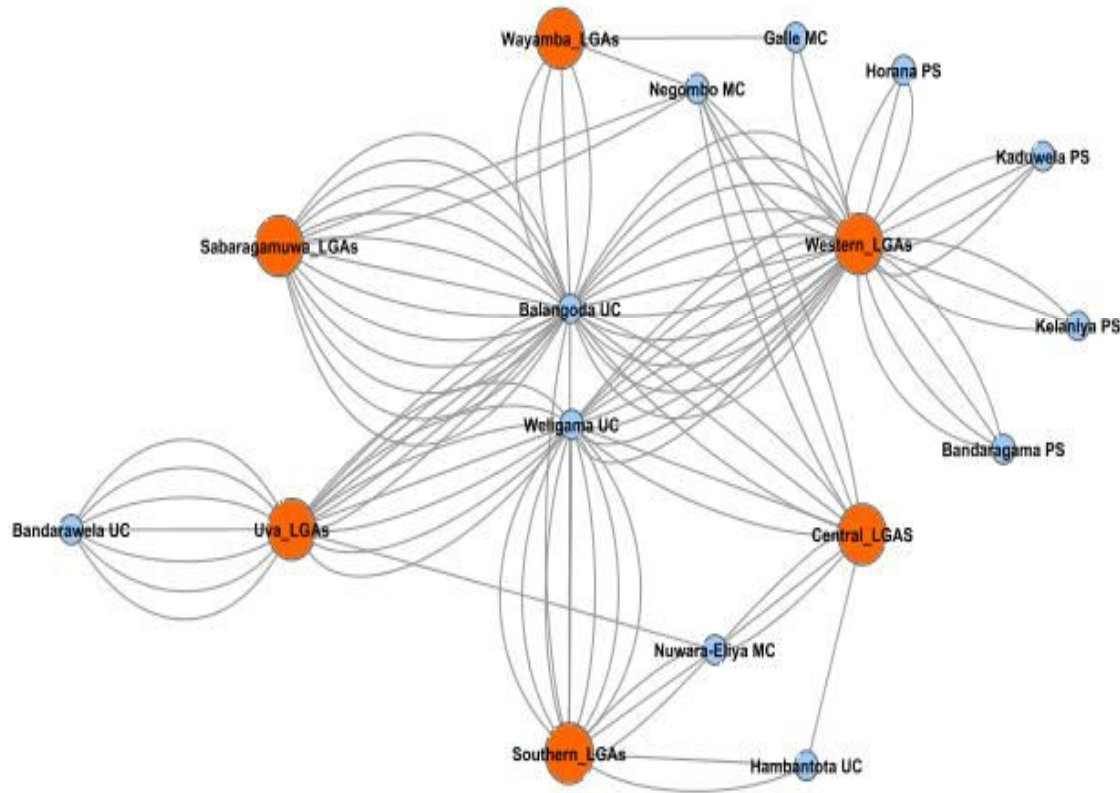 Wayamba_LGAs
Galle MC
Horana PS
Negombo MC
Kaduwela PS
Sabaragamuwa_LGAs
Western_LGAs
Balangoda UC
Kelaniya PS
Weligama UC
Bandaragama PS
Bandarawela UC
Uva_LGAs
Central_LGAS
Nuwara-Eliya MC
Southern_LGAs
Hambantota UC